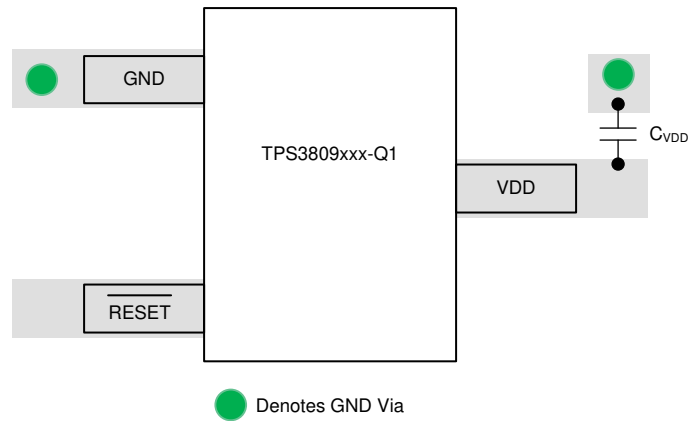 GND
TPS3809xxx-Q1
CVDD
VDD
RESET
Denotes GND Via